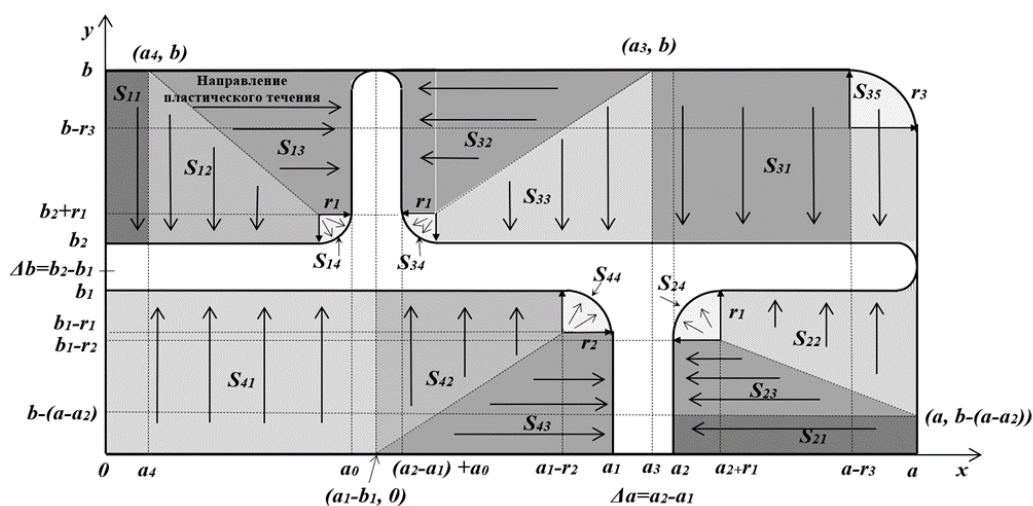 y
(a₄, b)
(a₃, b)
b
Направление
пластического течения
S₁₁
S₃₅
r₃
b-r₃
S₁₃
S₃₂
S₁₂
S₃₁
S₃₃
r₁
r₁
b₂+r₁
b₂
S₁₄
S₃₄
Δb=b₂-b₁
S₄₄
S₂₄
b₁
r₁
b₁-r₁
b₁-r₂
r₂
S₂₂
S₄₁
S₄₂
S₂₃
b-(a-a₂)
S₄₃
S₂₁
(a, b-(a-a₂))
0
a₄
a₀
(a₂-a₁) +a₀
a₁-r₂
a₁
a₃
a₂
a₂+r₁
a-r₃
a
x
(a₁-b₁, 0)
Δa=a₂-a₁